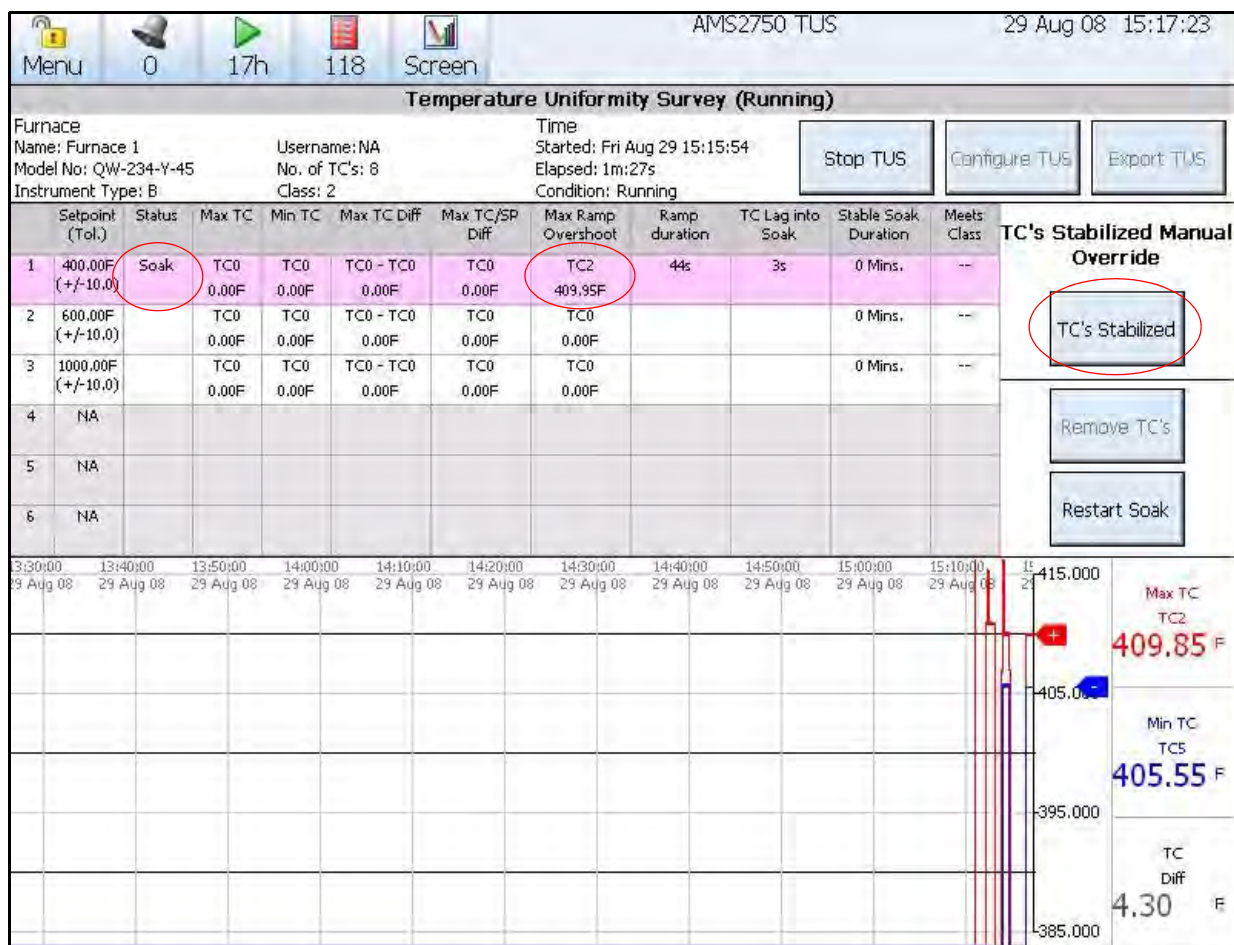 AMS2750 TUS 29 Aug 08 15:17:23
Menu 0 17h 118 Screen
Temperature Uniformity Survey (Running)
Furnace
Name: Furnace 1
Model No: QW-234-Y-45
Instrument Type: B
Username: NA
No. of TC's: 8
Class: 2
Time
Started: Fri Aug 29 15:15:54
Elapsed: 1m:27s
Condition: Running
Stop TUS
Configure TUS
Export TUS
Setpoint (Tol.) Status Max TC Min TC Max TC Diff Max TC/SP Diff Max Ramp Overshoot Ramp duration TC Lag into Soak Stable Soak Duration Meets Class
1 400.00F Soak TC0 TC0 TC0 - TC0 TC0 TC2 44s 3s 0 Mins. --
(+/-10.0) 0.00F 0.00F 0.00F 0.00F 409.95F
2 600.00F TC0 TC0 TC0 - TC0 TC0 TC0 0 Mins. --
(+/-10.0) 0.00F 0.00F 0.00F 0.00F 0.00F
3 1000.00F TC0 TC0 TC0 - TC0 TC0 TC0 0 Mins. --
(+/-10.0) 0.00F 0.00F 0.00F 0.00F 0.00F
4 NA
5 NA
6 NA
TC's Stabilized Manual
Override
TC's Stabilized
Remove TC's
Restart Soak
13:30:00 13:40:00 13:50:00 14:00:00 14:10:00 14:20:00 14:30:00 14:40:00 14:50:00 15:00:00 15:10:00
29 Aug 08 29 Aug 08 29 Aug 08 29 Aug 08 29 Aug 08 29 Aug 08 29 Aug 08 29 Aug 08 29 Aug 08 29 Aug 08 29 Aug 08
415.000
395.000
385.000
Max TC
TC2
409.85 F
Min TC
TC5
405.55 F
TC
Diff
4.30 F